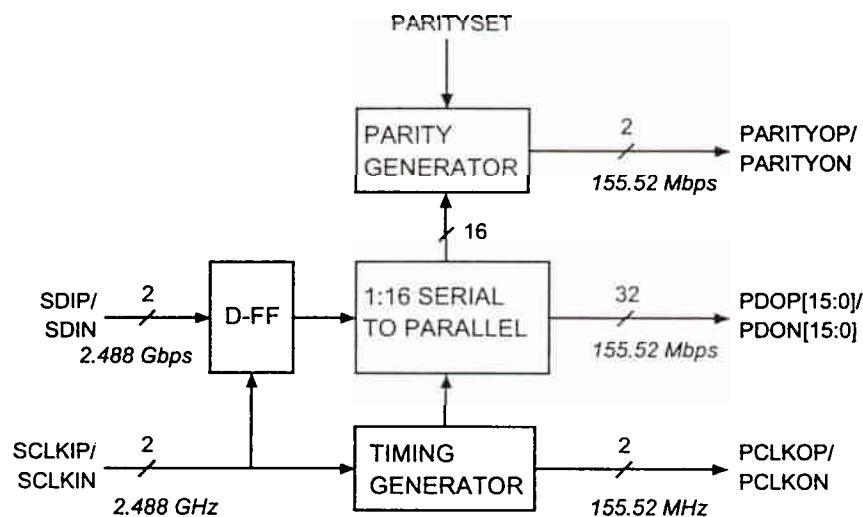 PARITYSET
PARITY
GENERATOR
2
155.52 Mbps
PARITYOP/
PARITYON
16
SDIP/
SDIN
2
2.488 Gbps
D-FF
1:16 SERIAL
TO PARALLEL
32
155.52 Mbps
PDOP[15:0]/
PDON[15:0]
SCLKIP/
SCLKIN
2
2.488 GHz
TIMING
GENERATOR
2
155.52 MHz
PCLKOP/
PCLKON